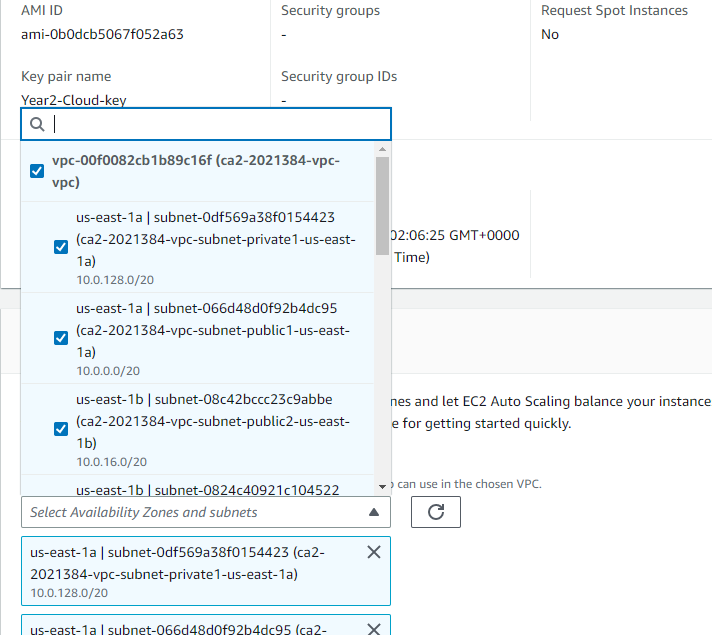 AMI ID
ami-0b0dcb5067f052a63
Security groups
-
Request Spot Instances
No
Key pair name
Year2-Cloud-key
Security group IDs
-
vpc-00f0082cb1b89c16f (ca2-2021384-vpc-
vpc)
us-east-1a | subnet-0df569a38f0154423
(ca2-2021384-vpc-subnet-private1-us-east-
1a)
10.0.128.0/20
us-east-1a | subnet-066d48d0f92b4dc95
(ca2-2021384-vpc-subnet-public1-us-east-
1a)
10.0.0.0/20
us-east-1b | subnet-08c42bccc23c9abbe
(ca2-2021384-vpc-subnet-public2-us-east-
1b)
10.0.16.0/20
us-east-1b | subnet-0824c40921c104522
02:06:25 GMT+0000
Time)
nes and let EC2 Auto Scaling balance your instance
e for getting started quickly.
can use in the chosen VPC.
Select Availability Zones and subnets
us-east-1a | subnet-0df569a38f0154423 (ca2-
2021384-vpc-subnet-private1-us-east-1a)
10.0.128.0/20
us-east-1a | subnet-066d48d0f92b4dc95 (ca2-